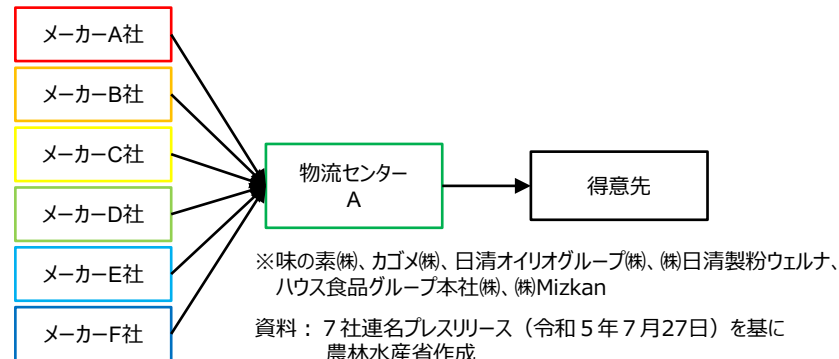 メーカーA社
メーカーB社
メーカーC社
メーカーD社
メーカーE社
メーカーF社
物流センター
A
得意先
※味の素㈱、カゴメ㈱、日清オイリオグループ㈱、㈱日清製粉ウェルナ、
ハウス食品グループ本社㈱、㈱Mizkan
資料：７社連名プレスリリース（令和５年７月27日）を基に
農林水産省作成